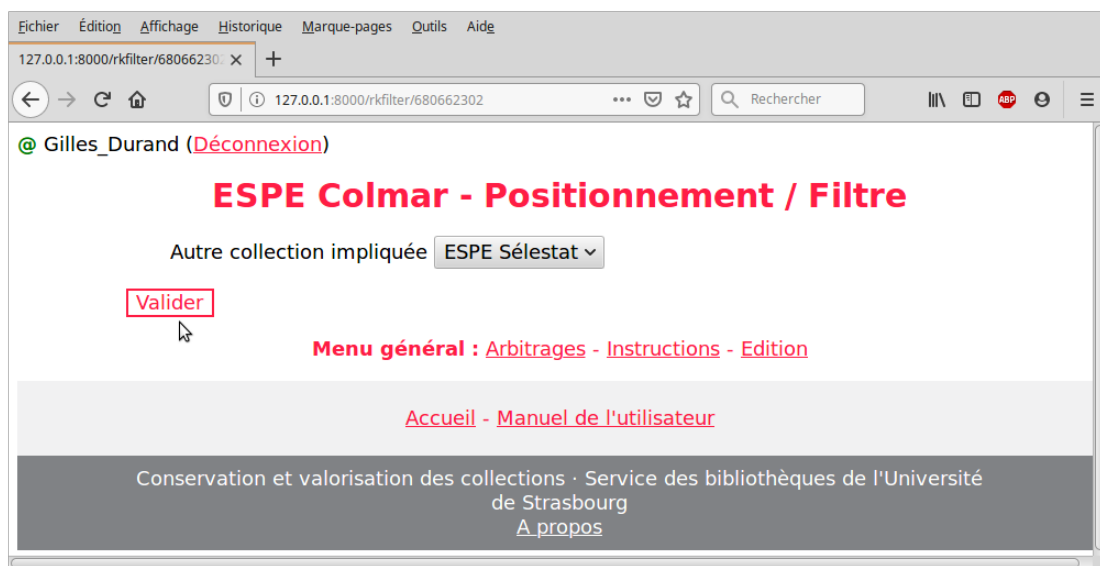 Fichier Édition Affichage Historique Marque-pages Outils Aide
127.0.0.1:8000/rkfilter/680662302
127.0.0.1:8000/rkfilter/680662302 Rechercher ABP
@ Gilles_Durand (Déconnexion)
ESPE Colmar - Positionnement / Filtre
Autre collection impliquée ESPE Sélestat
Valider
Menu général : Arbitrages - Instructions - Edition
Accueil - Manuel de l'utilisateur
Conservation et valorisation des collections · Service des bibliothèques de l'Université
de Strasbourg
A propos